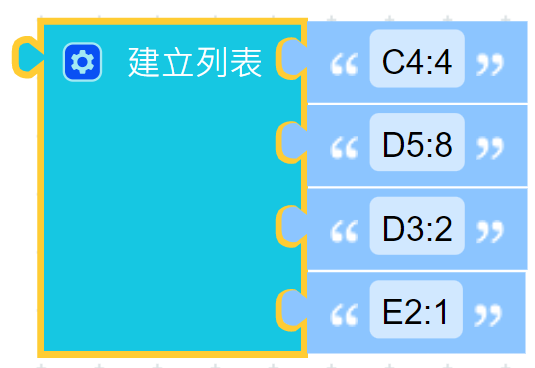 建立列表 “ C4:4 ”
“ D5:8 ”
“ D3:2 ”
“ E2:1 ”